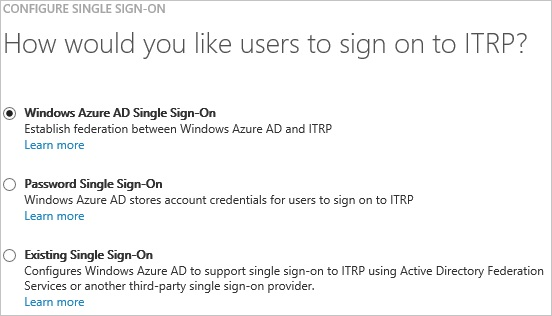 CONFIGURE SINGLE SIGN-ON
How would you like users to sign on to ITRP?
Windows Azure AD Single Sign-On
Establish federation between Windows Azure AD and ITRP
Learn more
Password Single Sign-On
Windows Azure AD stores account credentials for users to sign on to ITRP
Learn more
Existing Single Sign-On
Configures Windows Azure AD to support single sign-on to ITRP using Active Directory Federation
Services or another third-party single sign-on provider.
Learn more